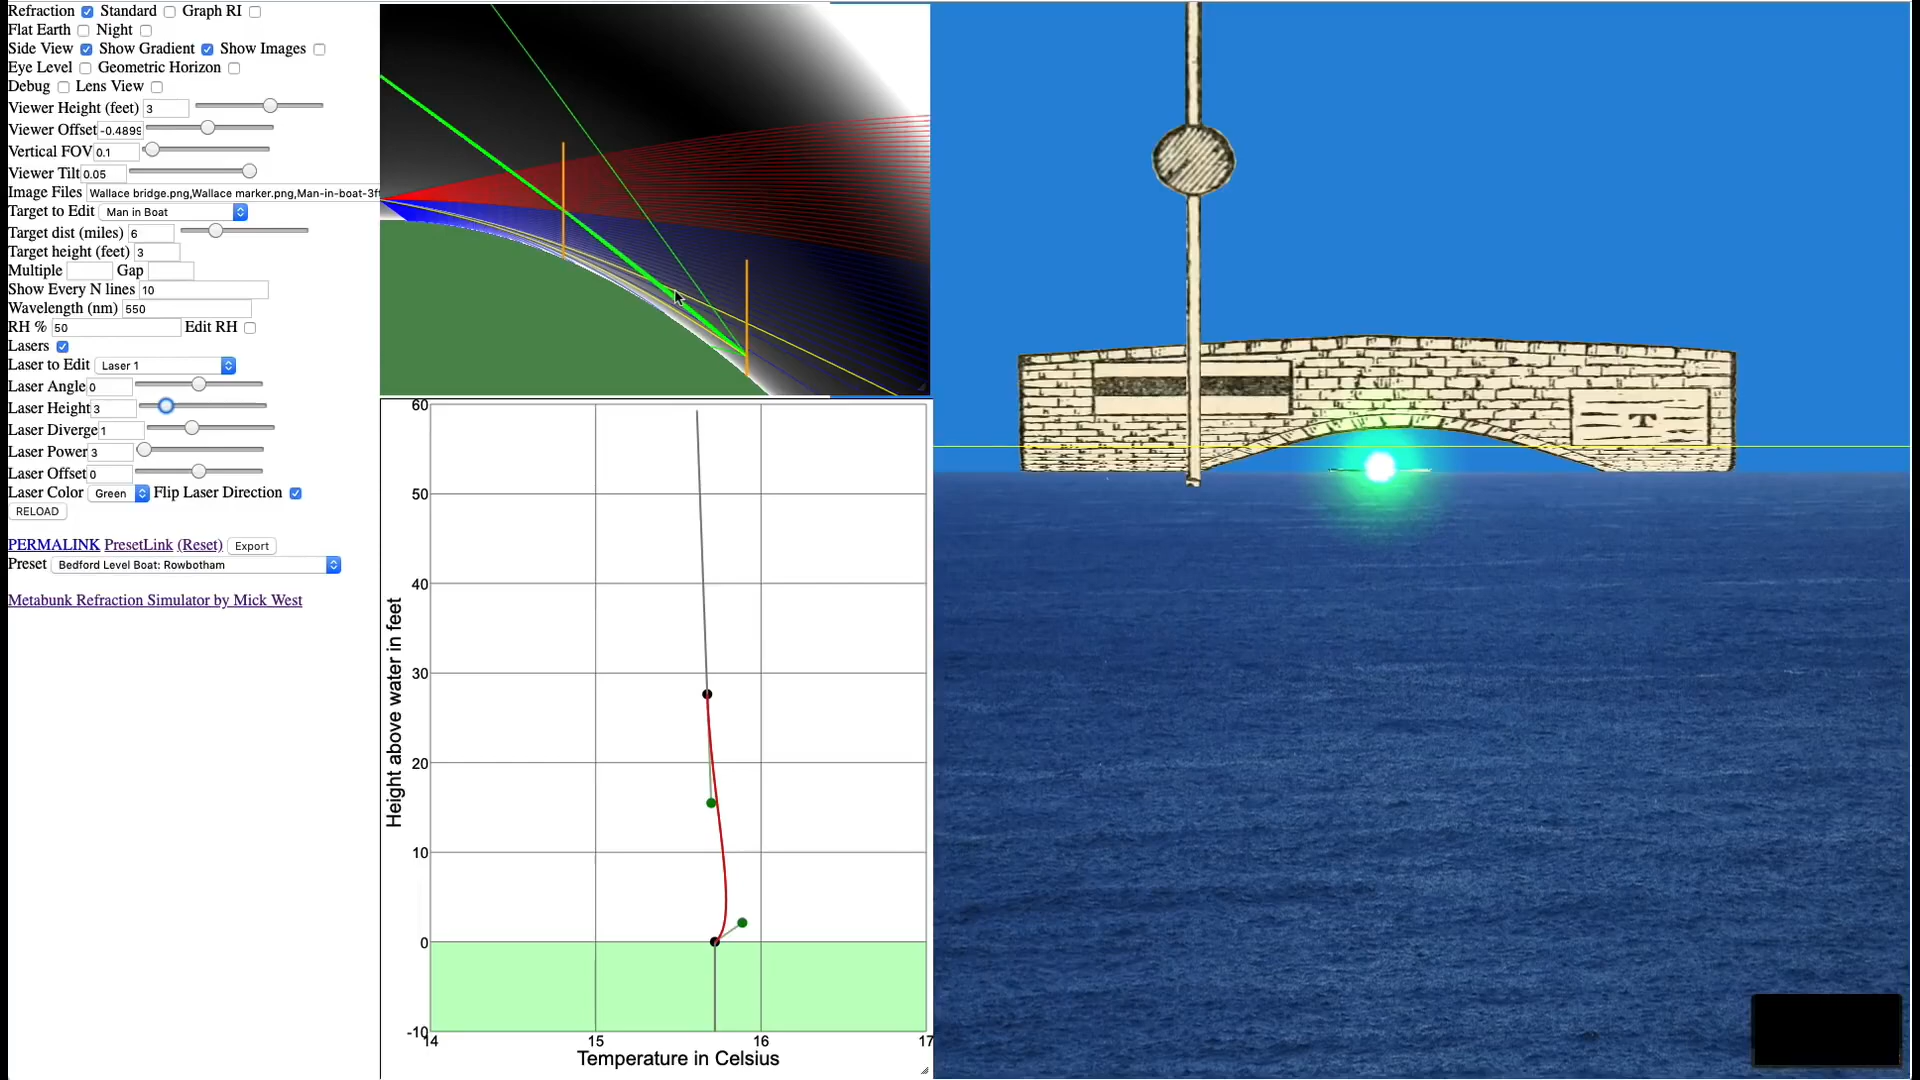 Refraction Standard Graph RI
Flat Earth Night
Side View Show Gradient Show Images
Eye Level Geometric Horizon
Debug Lens View
Viewer Height (feet) 3
Viewer Offset -0.4899
Vertical FOV 0.1
Viewer Tilt 0.05
Image Files Wallace bridge.png,Wallace marker.png,Man-in-boat-3ft
Target to Edit Man in Boat
Target dist (miles) 6
Target height (feet) 3
Multiple Gap
Show Every N lines 10
Wavelength (nm) 550
RH % 50 Edit RH
Lasers
Laser to Edit Laser 1
Laser Angle 0
Laser Height 3
Laser Diverge 1
Laser Power 3
Laser Offset 0
Laser Color Green Flip Laser Direction
RELOAD
PERMALINK PresetLink (Reset) Export
Preset Bedford Level Boat: Rowbotham
Metabunk Refraction Simulator by Mick West
60
50
40
30
20
10
0
-10
Height above water in feet
14 15 16 17
Temperature in Celsius
T